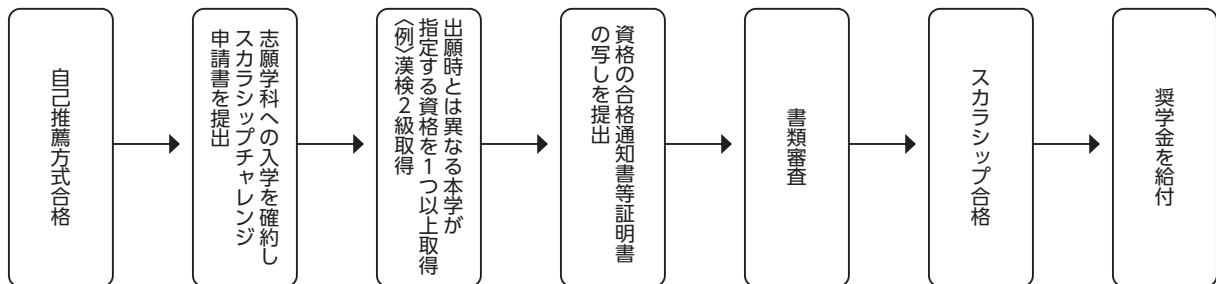 自己推薦方式合格
志願学科への入学を確約し
スカラシップチャレンジ
申請書を提出
出願時とは異なる本学が
指定する資格を1つ以上取得
〈例〉漢検2級取得
資格の合格通知書等証明書
の写しを提出
書類審査
スカラシップ合格
奨学金を給付